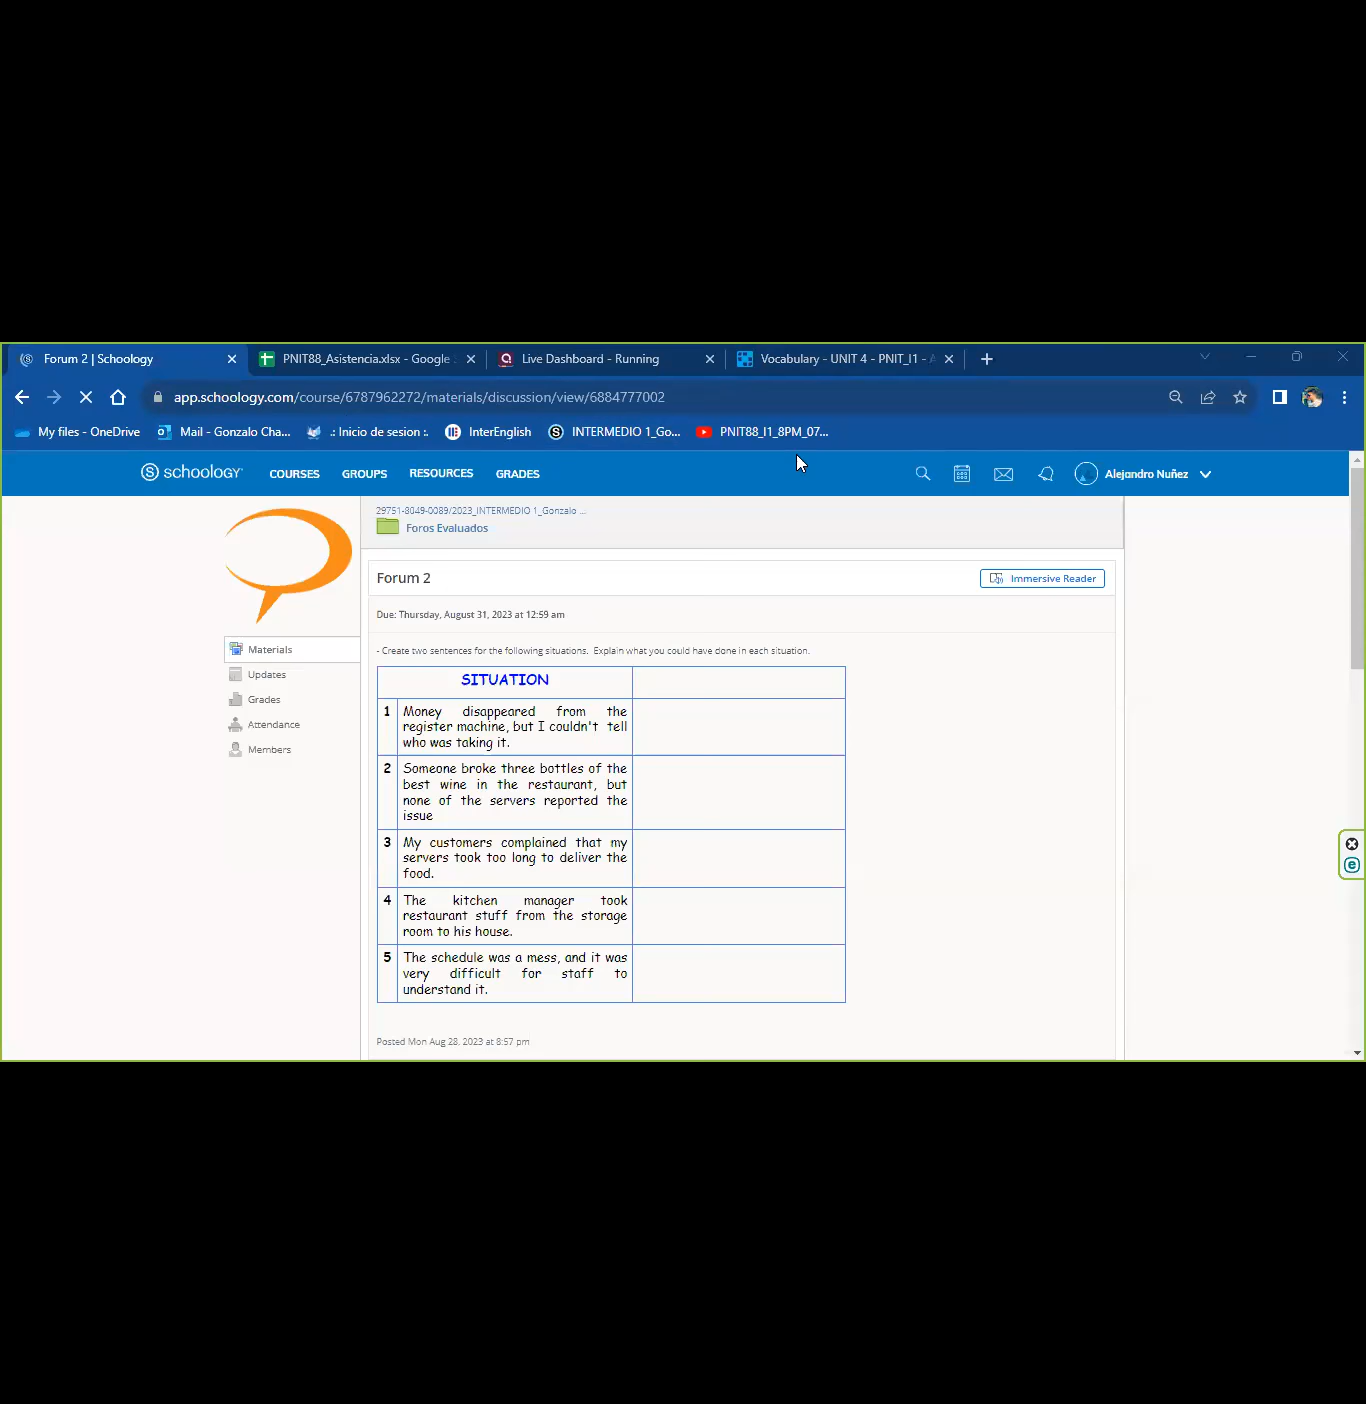 Forum 2 | Schoology
PNIT88_Asistencia.xlsx - Google
Live Dashboard - Running
Vocabulary - UNIT 4 - PNIT_I1 -
app.schoology.com/course/6787962272/materials/discussion/view/6884777002
My files - OneDrive
Mail - Gonzalo Cha...
.: Inicio de sesion :.
InterEnglish
INTERMEDIO 1_Go...
PNIT88_I1_8PM_07...
schoology
COURSES
GROUPS
RESOURCES
GRADES
Alejandro Nuñez
29751-8049-0089/2023_INTERMEDIO 1_Gonzalo ...
Foros Evaluados
Materials
Updates
Grades
Attendance
Members
Forum 2
Immersive Reader
Due: Thursday, August 31, 2023 at 12:59 am
- Create two sentences for the following situations. Explain what you could have done in each situation.
SITUATION
1 Money disappeared from the
register machine, but I couldn't tell
who was taking it.
2 Someone broke three bottles of the
best wine in the restaurant, but
none of the servers reported the
issue
3 My customers complained that my
servers took too long to deliver the
food.
4 The kitchen manager took
restaurant stuff from the storage
room to his house.
5 The schedule was a mess, and it was
very difficult for staff to
understand it.
Posted Mon Aug 28, 2023 at 8:57 pm